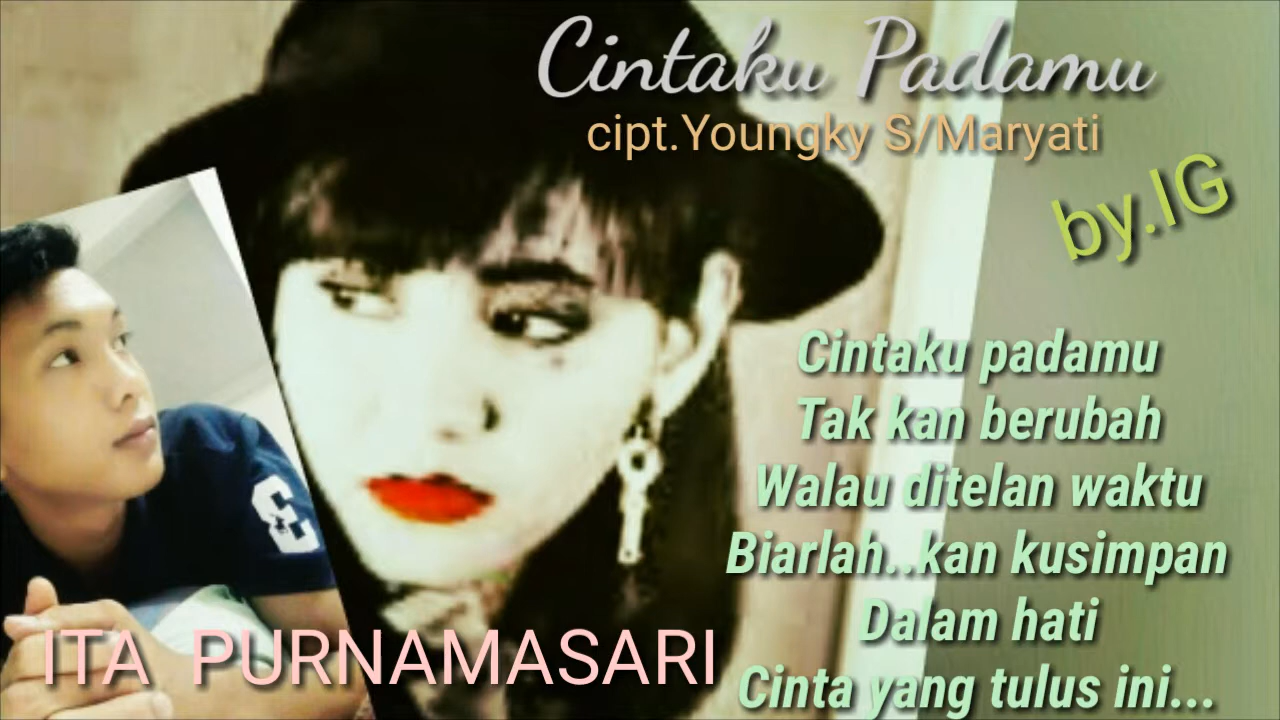 Cintaku Padamu
cipt.Youngky S/Maryati
by.IG
Cintaku padamu
Tak kan berubah
Walau ditelan waktu
Biarlah..kan kusimpan
Dalam hati
Cinta yang tulus ini...
ITA PURNAMASARI
3